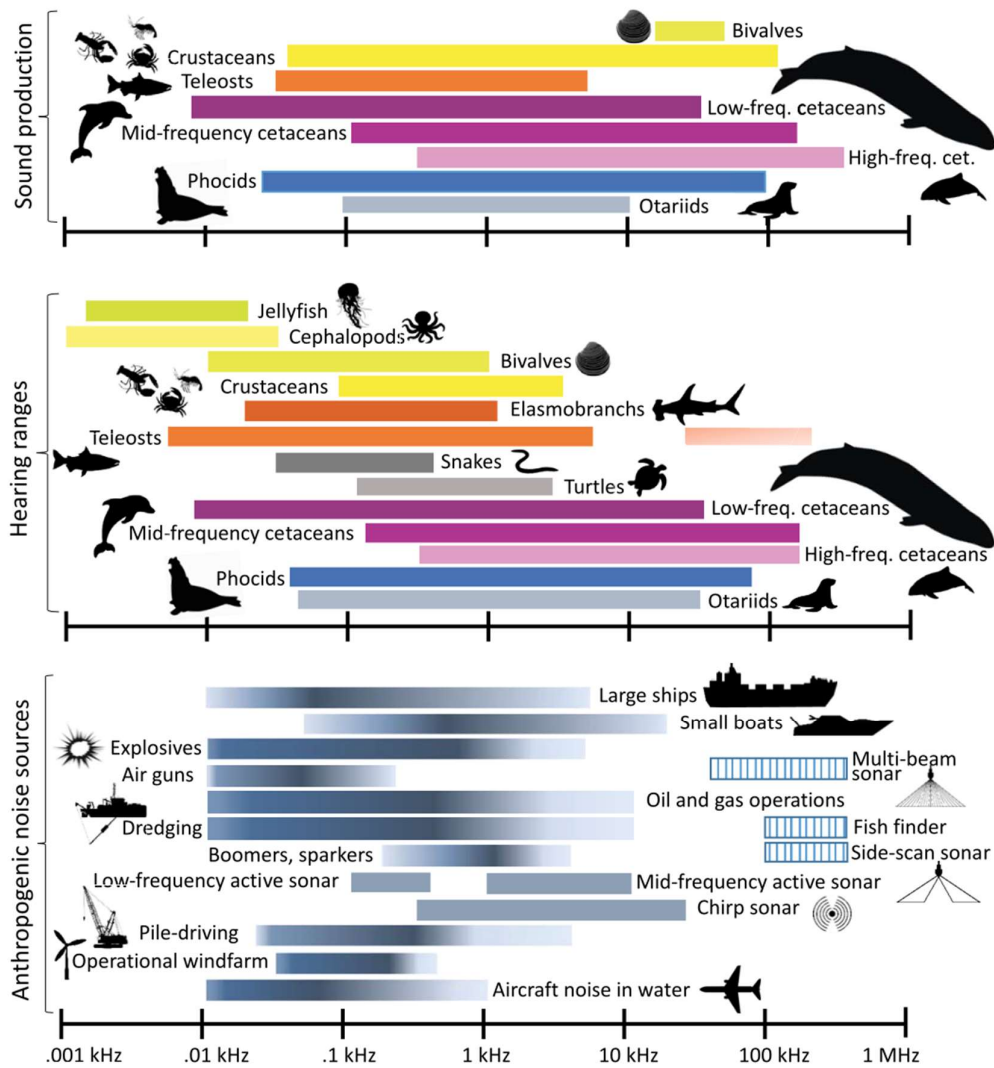 Sound production
Bivalves
Crustaceans
Teleosts
Low-freq. cetaceans
Mid-frequency cetaceans
High-freq. cet.
Phocids
Otariids
Hearing ranges
Jellyfish
Cephalopods
Bivalves
Crustaceans
Elasmobranchs
Teleosts
Snakes
Turtles
Low-freq. cetaceans
Mid-frequency cetaceans
High-freq. cetaceans
Phocids
Otariids
Anthropogenic noise sources
Large ships
Small boats
Explosives
Multi-beam
sonar
Air guns
Oil and gas operations
Dredging
Fish finder
Boomers, sparkers
Side-scan sonar
Low-frequency active sonar
Mid-frequency active sonar
Chirp sonar
Pile-driving
Operational windfarm
Aircraft noise in water
.001 kHz .01 kHz .1 kHz 1 kHz 10 kHz 100 kHz 1 MHz